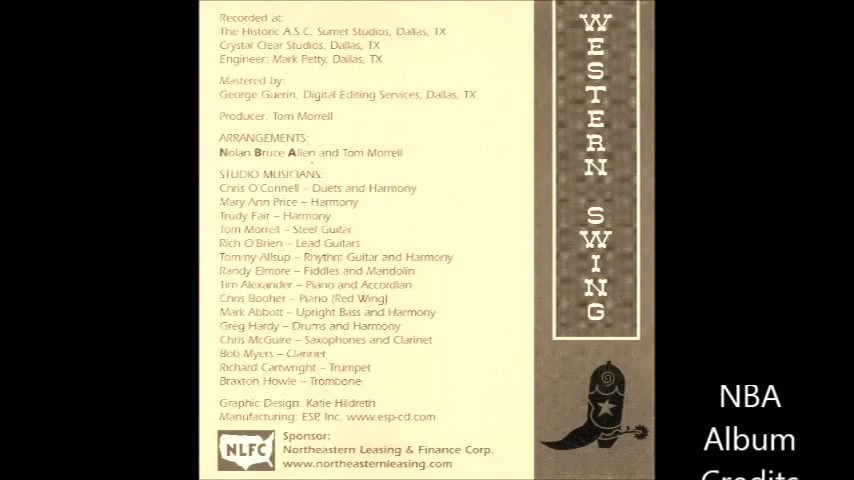 Recorded at:
The Historic A.S.C. Sumet Studios, Dallas, TX
Crystal Clear Studios, Dallas, TX
Engineer: Mark Petty, Dallas, TX
Mastered by:
George Guerin, Digital Editing Services, Dallas, TX
Producer: Tom Morrell
ARRANGEMENTS:
Nolan Bruce Allen and Tom Morrell
STUDIO MUSICIANS:
Chris O'Connell – Duets and Harmony
Mary Ann Price – Harmony
Trudy Fair – Harmony
Tom Morrell – Steel Guitar
Rich O'Brien – Lead Guitars
Tommy Allsup – Rhythm Guitar and Harmony
Randy Elmore – Fiddles and Mandolin
Tim Alexander – Piano and Accordian
Chris Booher – Piano (Red Wing)
Mark Abbott – Upright Bass and Harmony
Greg Hardy – Drums and Harmony
Chris McGuire – Saxophones and Clarinet
Bob Myers – Clarinet
Richard Cartwright – Trumpet
Braxton Howle – Trombone
Graphic Design: Katie Hildreth
Manufacturing: ESP, Inc. www.esp-cd.com
NLFC
Sponsor:
Northeastern Leasing & Finance Corp.
www.northeasternleasing.com
WESTERN SWING
NBA
Album
Credits